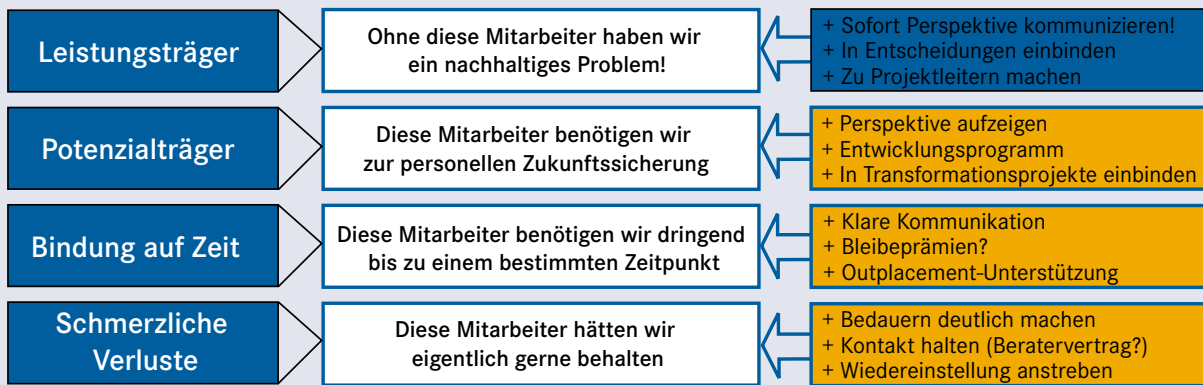 Leistungsträger
Ohne diese Mitarbeiter haben wir
ein nachhaltiges Problem!
+ Sofort Perspektive kommunizieren!
+ In Entscheidungen einbinden
+ Zu Projektleitern machen
Potenzialträger
Diese Mitarbeiter benötigen wir
zur personellen Zukunftssicherung
+ Perspektive aufzeigen
+ Entwicklungsprogramm
+ In Transformationsprojekte einbinden
Bindung auf Zeit
Diese Mitarbeiter benötigen wir dringend
bis zu einem bestimmten Zeitpunkt
+ Klare Kommunikation
+ Bleibeprämien?
+ Outplacement-Unterstützung
Schmerzliche
Verluste
Diese Mitarbeiter hätten wir
eigentlich gerne behalten
+ Bedauern deutlich machen
+ Kontakt halten (Beratervertrag?)
+ Wiedereinstellung anstreben